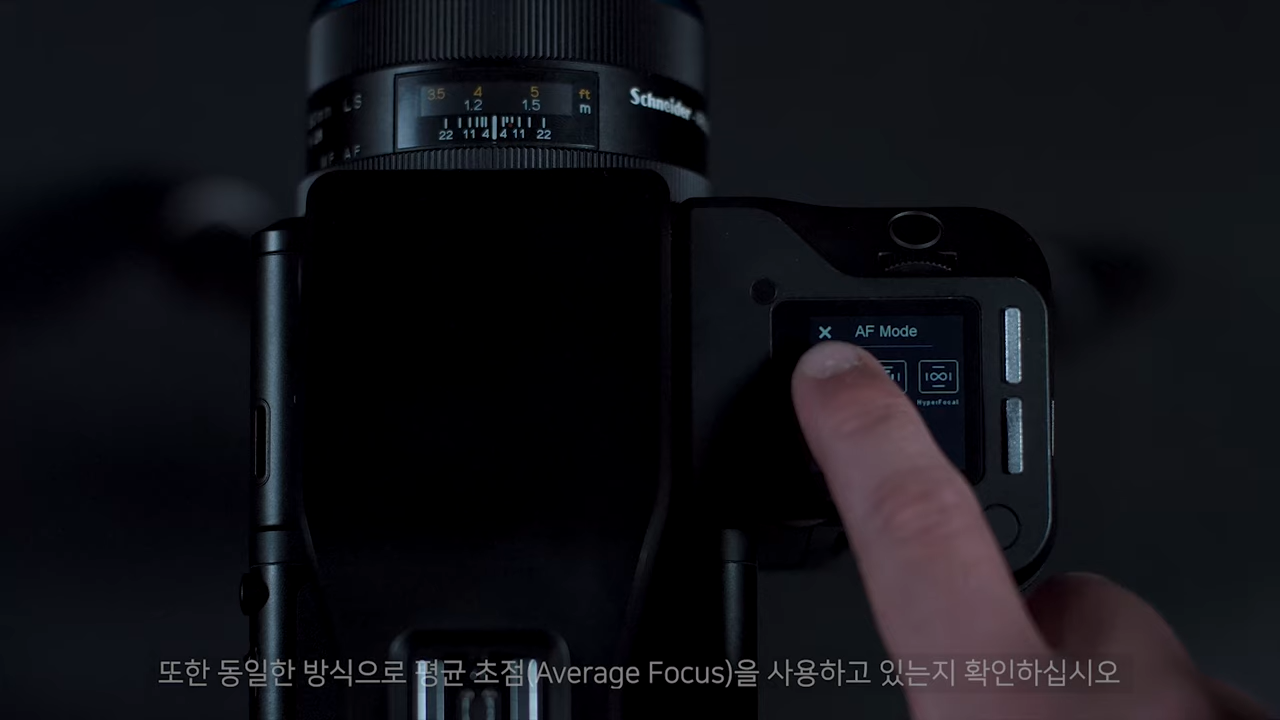 3.5 4 5 ft
1.2 1.5 m
LS
Schneider
22 11 4 4 11 22
MF AF
AF Mode
HyperFocal
또한 동일한 방식으로 평균 초점(Average Focus)을 사용하고 있는지 확인하십시오